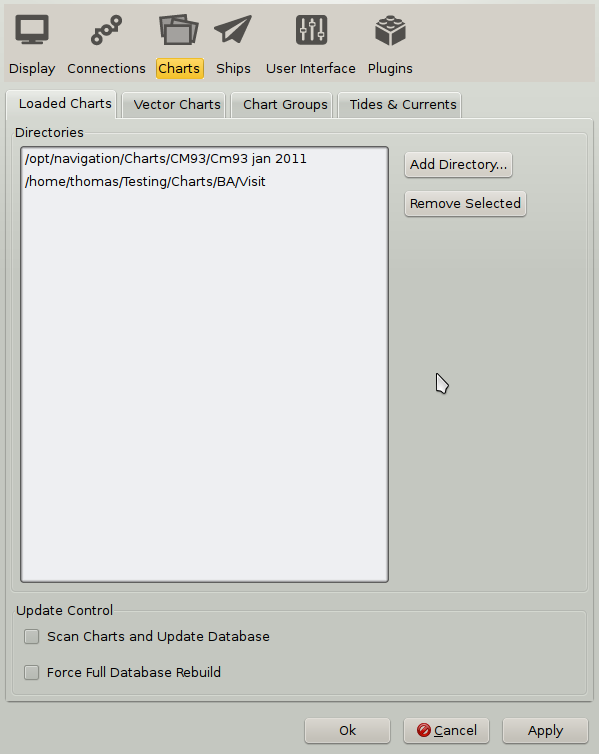 Display Connections Charts Ships User Interface Plugins
Loaded Charts Vector Charts Chart Groups Tides & Currents
Directories
/opt/navigation/Charts/CM93/Cm93 jan 2011
/home/thomas/Testing/Charts/BA/Visit
Add Directory...
Remove Selected
Update Control
Scan Charts and Update Database
Force Full Database Rebuild
Ok Cancel Apply